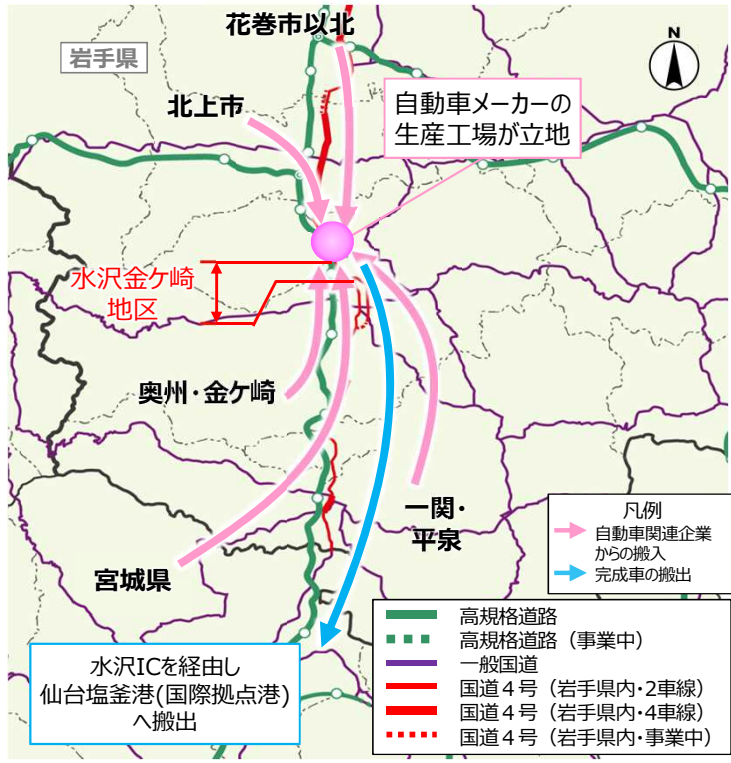 花巻市以北
岩手県
N
北上市
自動車メーカーの
生産工場が立地
水沢金ケ崎
地区
奥州・金ケ崎
一関・
平泉
宮城県
凡例
自動車関連企業
からの搬入
完成車の搬出
水沢ICを経由し
仙台塩釜港(国際拠点港)
へ搬出
高規格道路
高規格道路（事業中）
一般国道
国道４号（岩手県内・2車線）
国道４号（岩手県内・4車線）
国道４号（岩手県内・事業中）